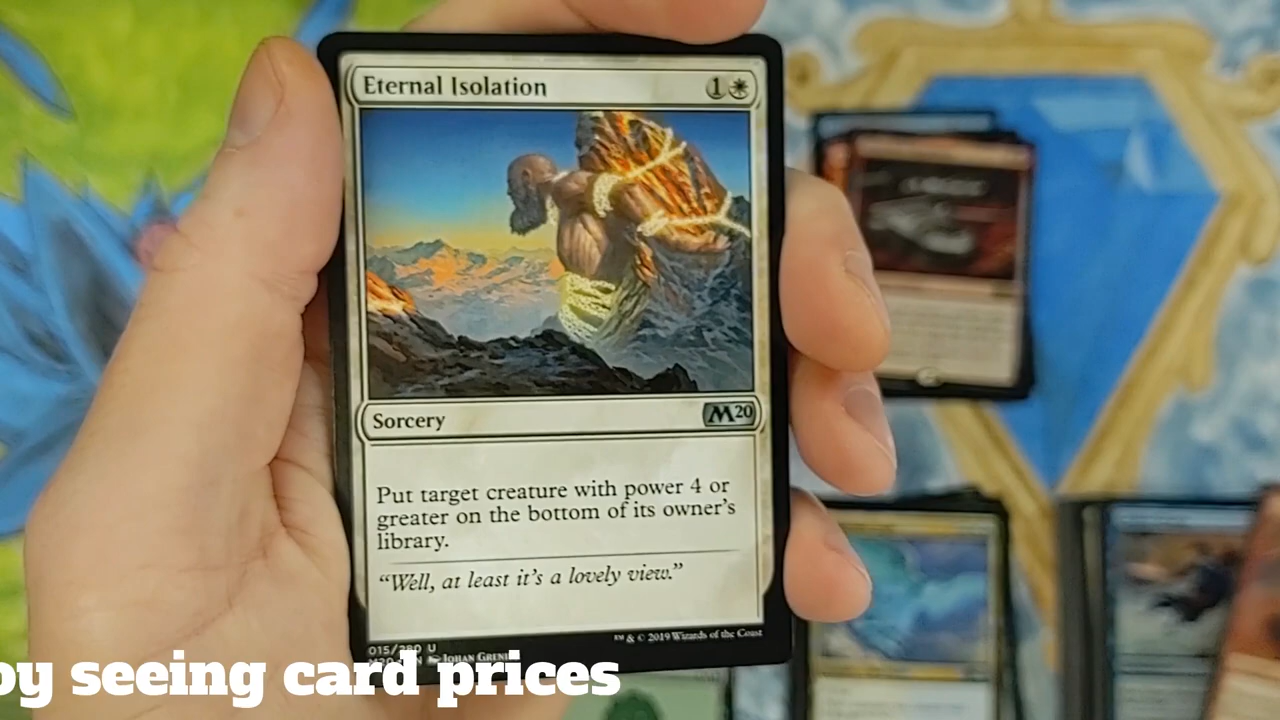 Eternal Isolation
1
Sorcery
M20
Put target creature with power 4 or
greater on the bottom of its owner's
library.
"Well, at least it's a lovely view."
™ & © 2019 Wizards of the Coast
015/280 U
by seeing card prices